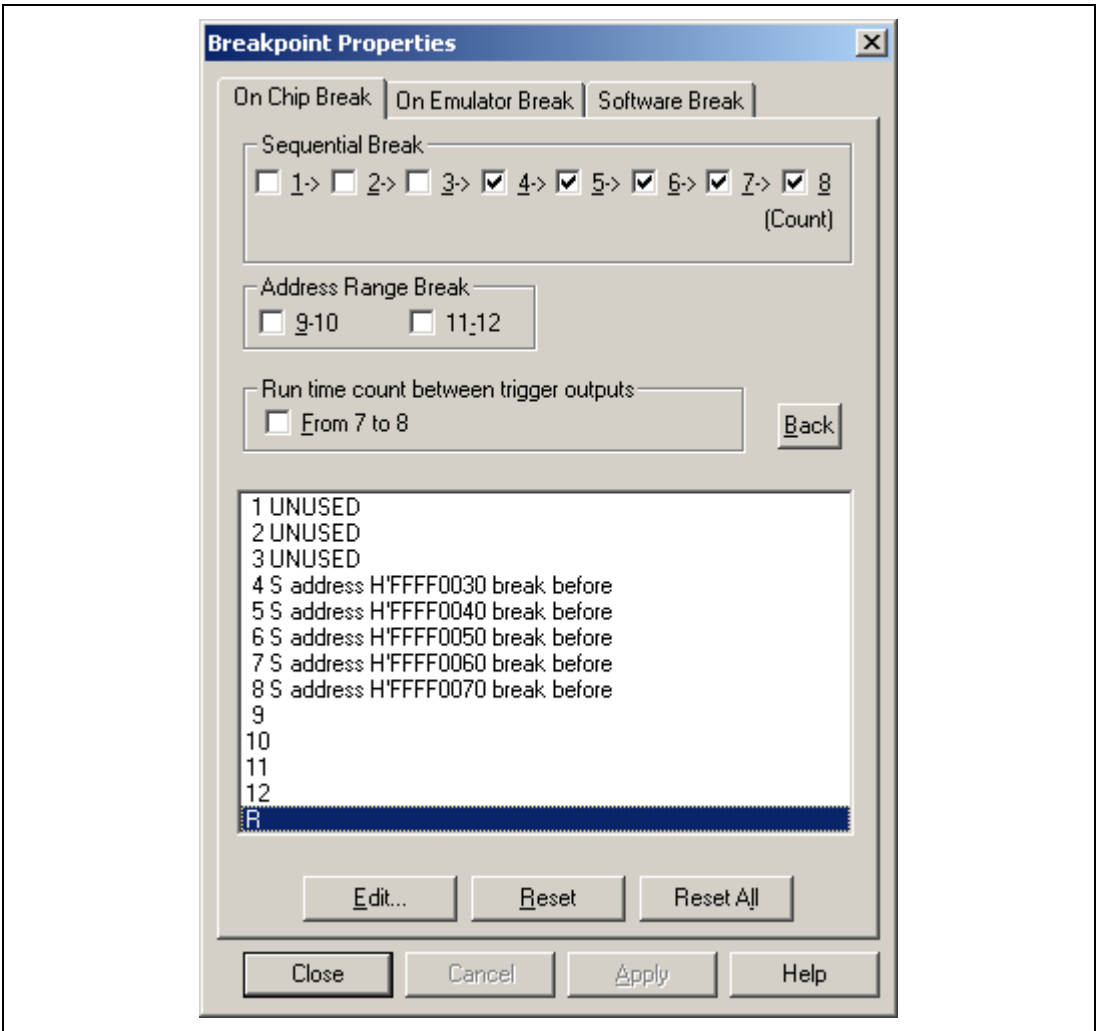 Breakpoint Properties
On Chip Break On Emulator Break Software Break
Sequential Break
1-> 2-> 3-> 4-> 5-> 6-> 7-> 8
(Count)
Address Range Break
9-10 11-12
Run time count between trigger outputs
From 7 to 8
Back
1 UNUSED
2 UNUSED
3 UNUSED
4 S address H'FFFF0030 break before
5 S address H'FFFF0040 break before
6 S address H'FFFF0050 break before
7 S address H'FFFF0060 break before
8 S address H'FFFF0070 break before
9
10
11
12
R
Edit... Reset Reset All
Close Cancel Apply Help